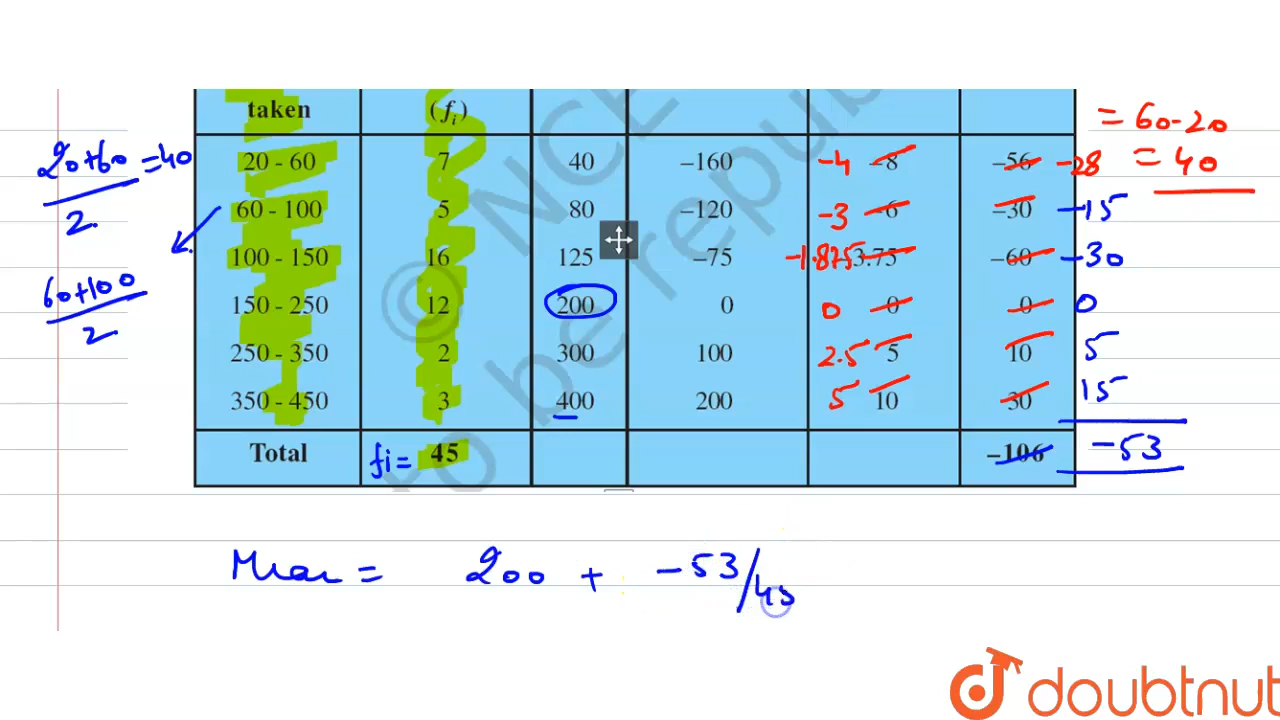 taken (fi) = 60-20
20+60/2 =40 20 - 60 7 40 –160 -4 –8 –56 -28 = 40
60 - 100 5 80 –120 -3 –6 –30 -15
60+100/2 100 - 150 16 125 –75 -1.875 –3.75 –60 -30
150 - 250 12 200 0 0 0 0 0
250 - 350 2 300 100 2.5 5 10 5
350 - 450 3 400 200 5 10 30 15
Total fi= 45 –106 -53
Mean = 200 + -53/45
doubtnut